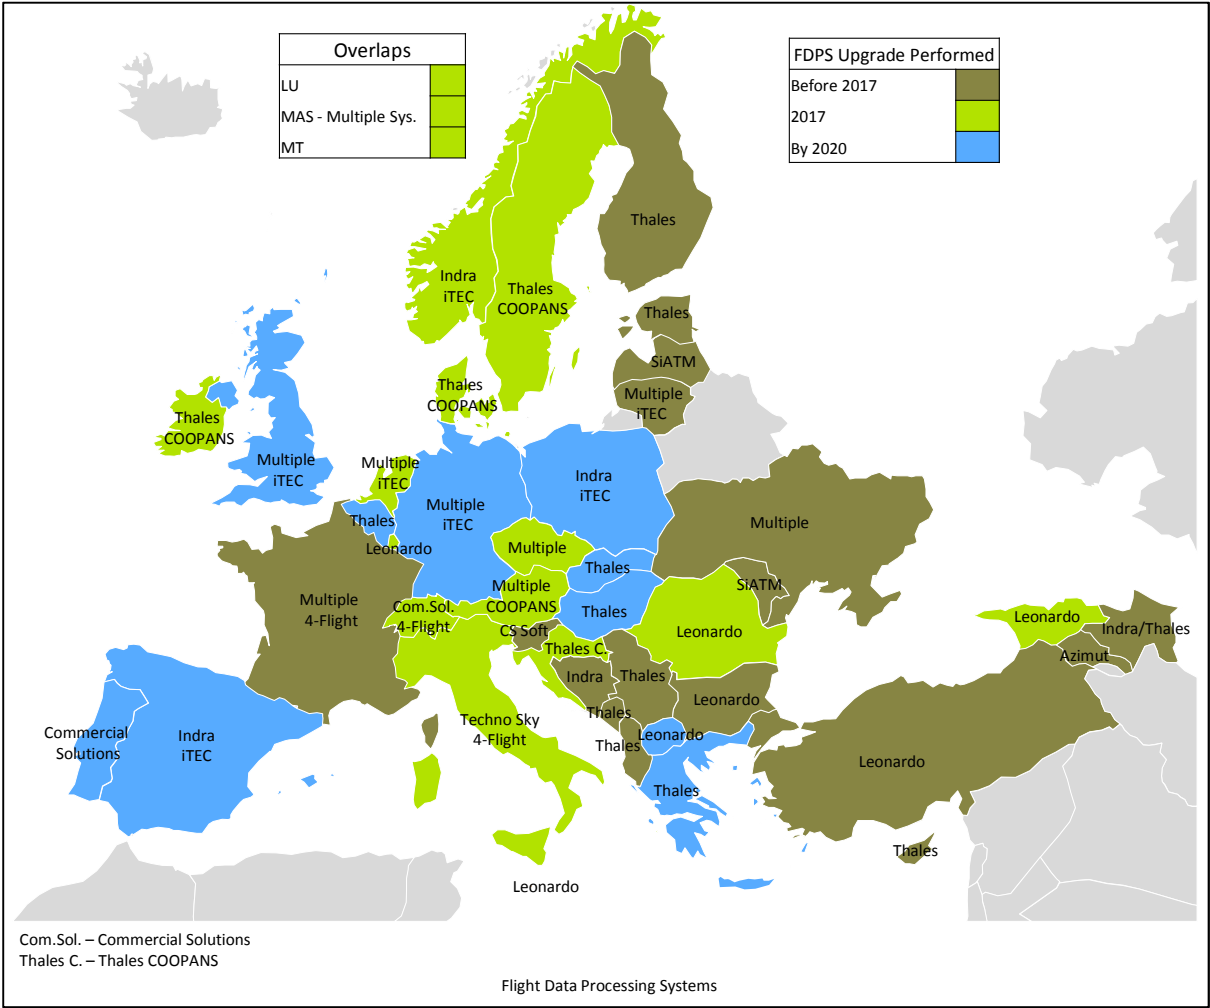 Overlaps
LU
MAS - Multiple Sys.
MT
FDPS Upgrade Performed
Before 2017
2017
By 2020
Thales
Indra
iTEC
Thales
COOPANS
Thales
SiATM
Multiple
iTEC
Thales
COOPANS
Thales
COOPANS
Multiple
iTEC
Multiple
iTEC
Multiple
iTEC
Indra
iTEC
Thales
Leonardo
Multiple
Multiple
Thales
SiATM
Multiple
COOPANS
Thales
Multiple
4-Flight
Com.Sol.
4-Flight
CS Soft
Leonardo
Leonardo
Indra/Thales
Azimut
Thales C.
Indra
Thales
Leonardo
Thales
Techno Sky
4-Flight
Leonardo
Thales
Commercial
Solutions
Indra
iTEC
Leonardo
Thales
Thales
Leonardo
Com.Sol. – Commercial Solutions
Thales C. – Thales COOPANS
Flight Data Processing Systems